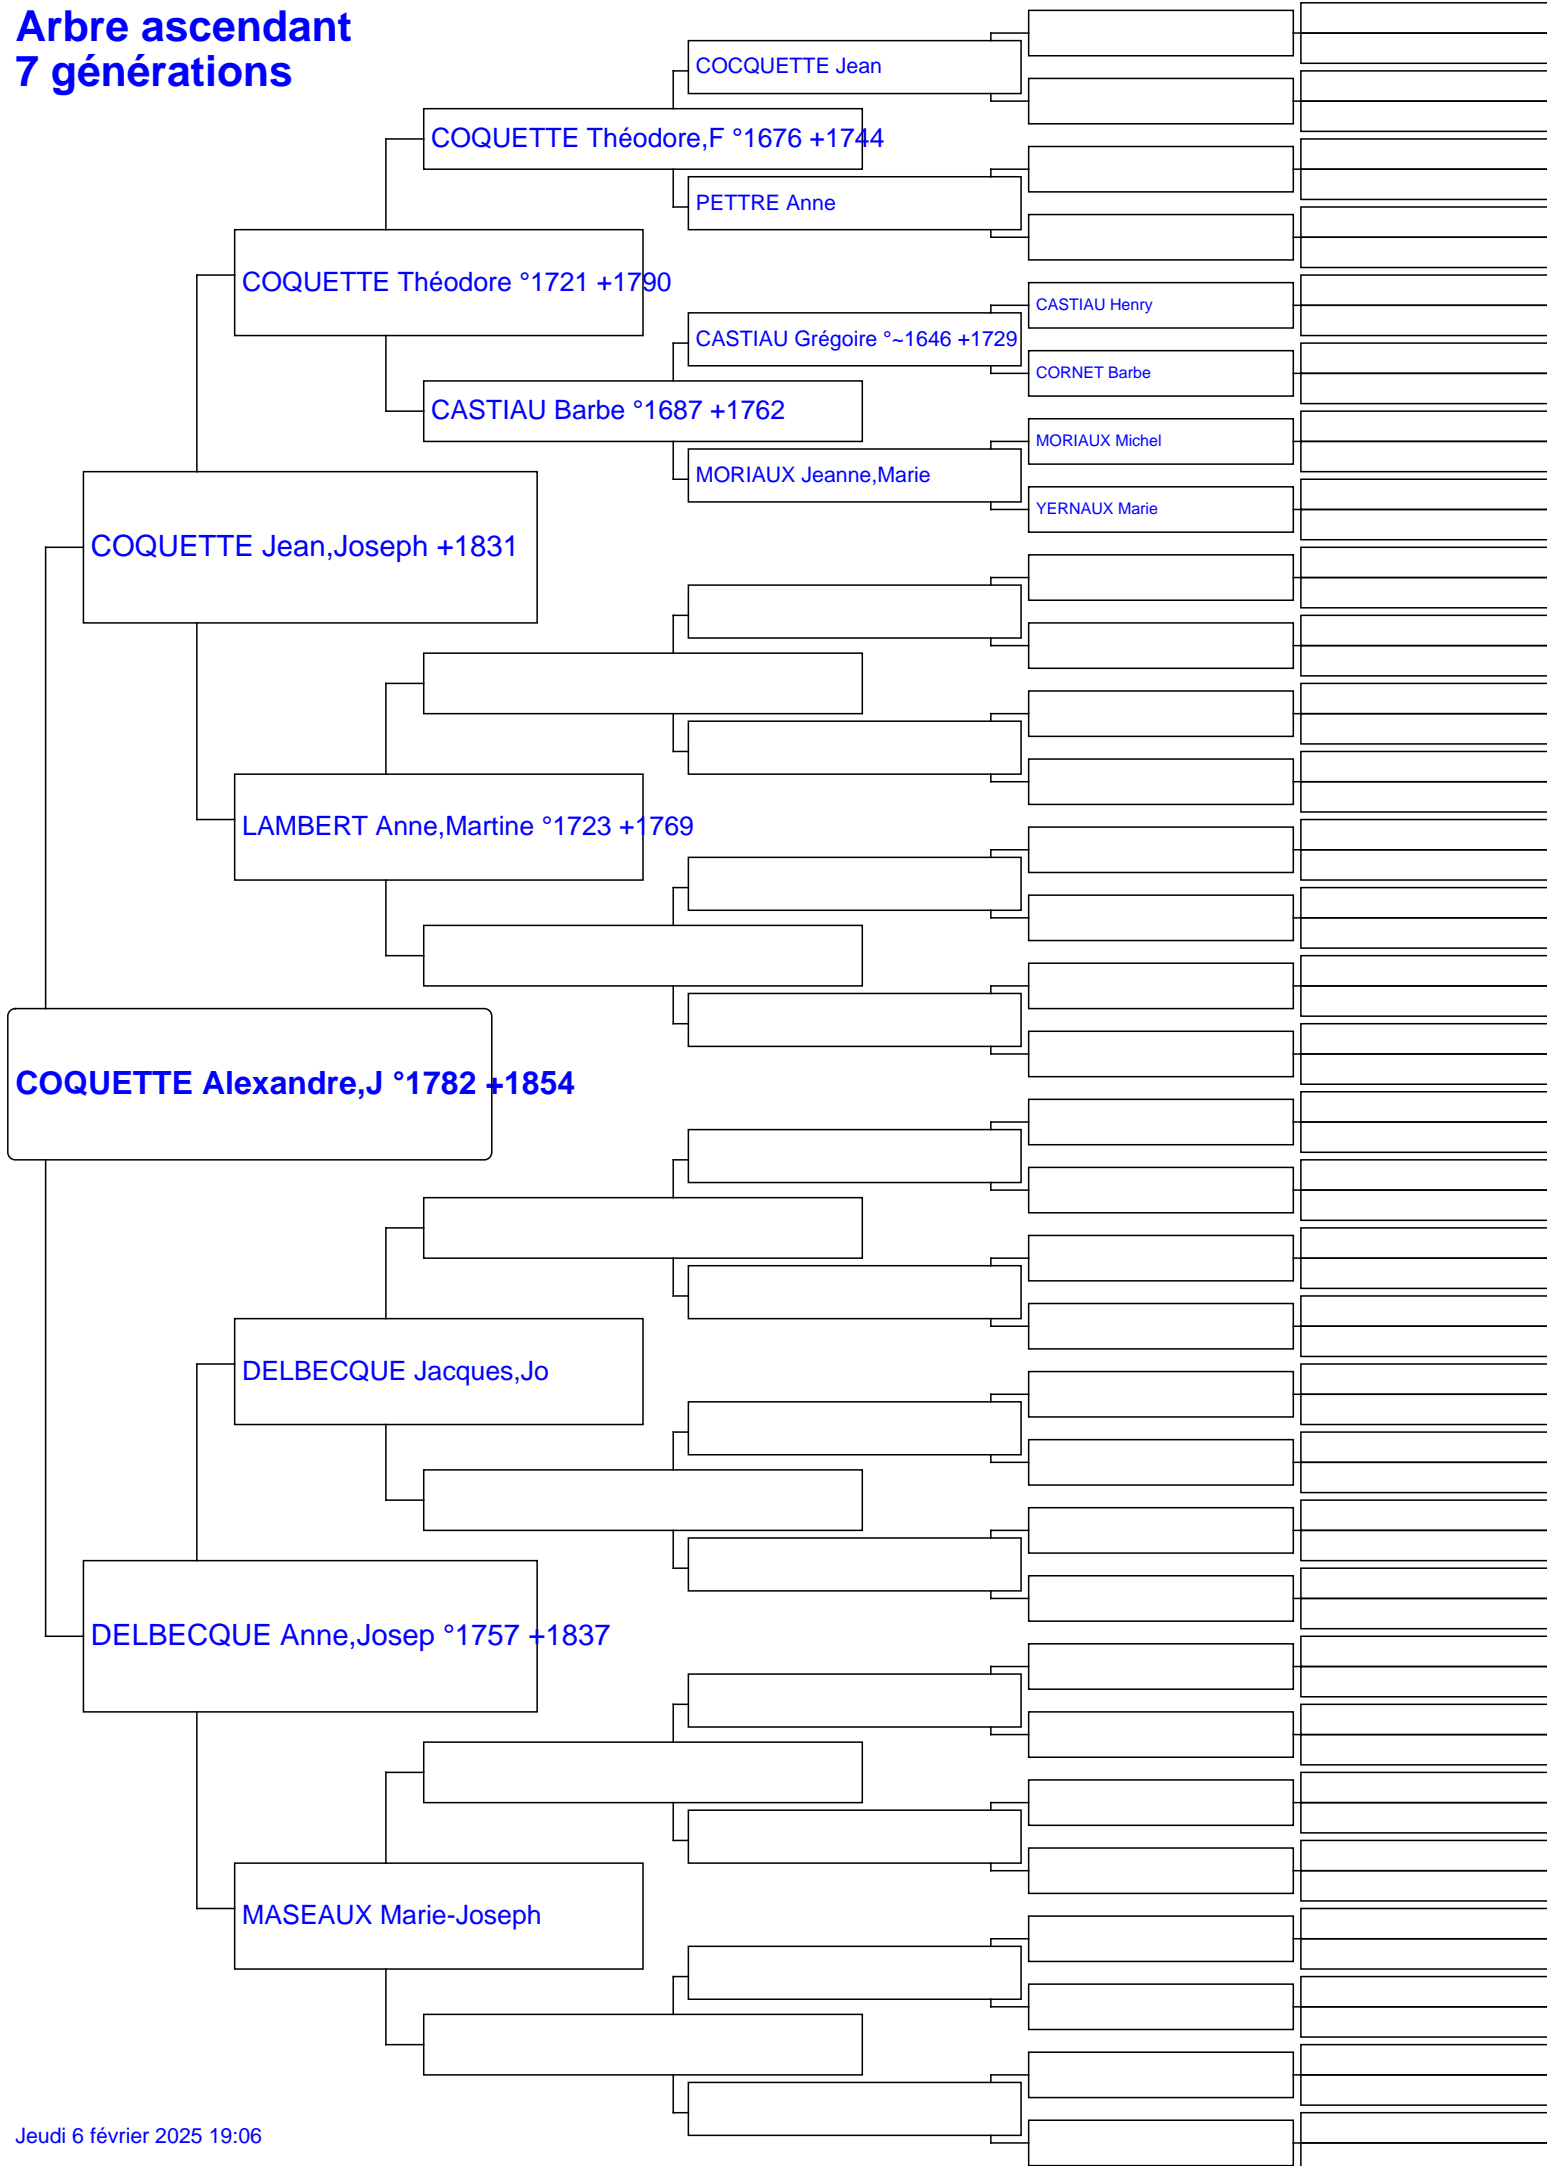 Arbre ascendant
7 générations
COCQUETTE Jean
COQUETTE Théodore,F °1676 +1744
PETTRE Anne
COQUETTE Théodore °1721 +1790
CASTIAU Henry
CASTIAU Grégoire °~1646 +1729
CORNET Barbe
CASTIAU Barbe °1687 +1762
MORIAUX Michel
MORIAUX Jeanne,Marie
YERNAUX Marie
COQUETTE Jean,Joseph +1831
LAMBERT Anne,Martine °1723 +1769
COQUETTE Alexandre,J °1782 +1854
DELBECQUE Jacques,Jo
DELBECQUE Anne,Josep °1757 +1837
MASEAUX Marie-Joseph
Jeudi 6 février 2025 19:06